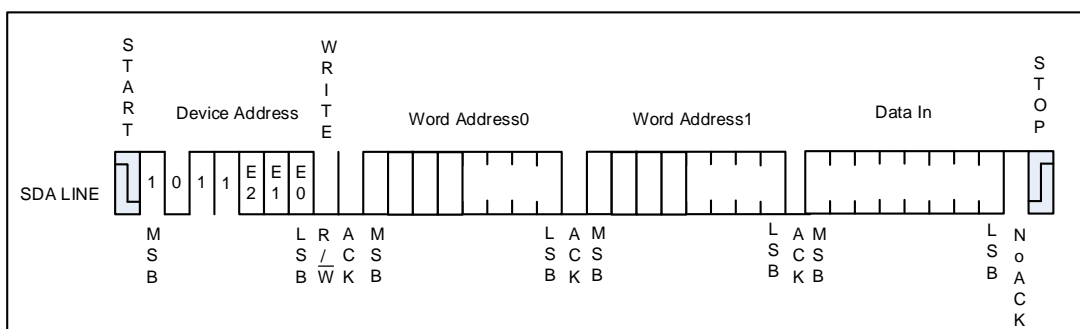 START
WRITE
STOP
Device Address
Word Address0
Word Address1
Data In
SDA LINE
1 0 1 1 E2 E1 E0
MSB
LSB
R/W̅
ACK
MSB
LSB
ACK
MSB
LSB
ACK
MSB
LSB
NoACK